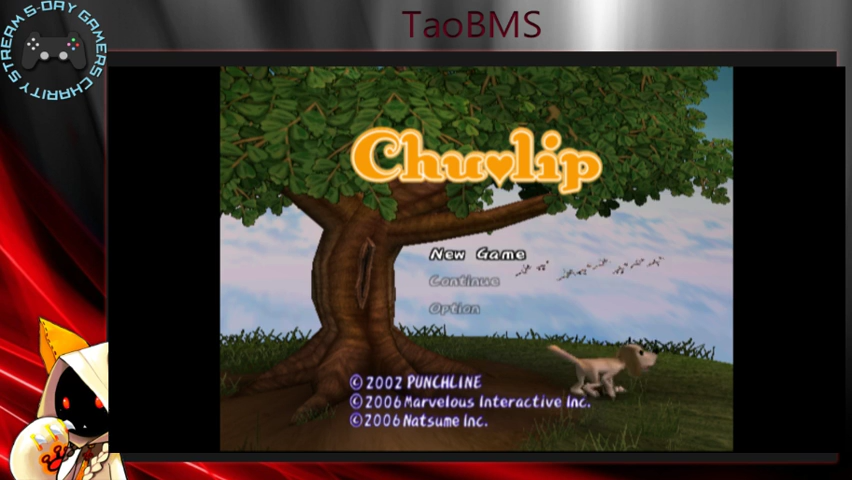 TaoBMS
STREAM 5-DAY GAMERS CHARITY
Chulip
New Game
Continue
Option
©2002 PUNCHLINE
©2006 Marvelous Interactive Inc.
©2006 Natsume Inc.